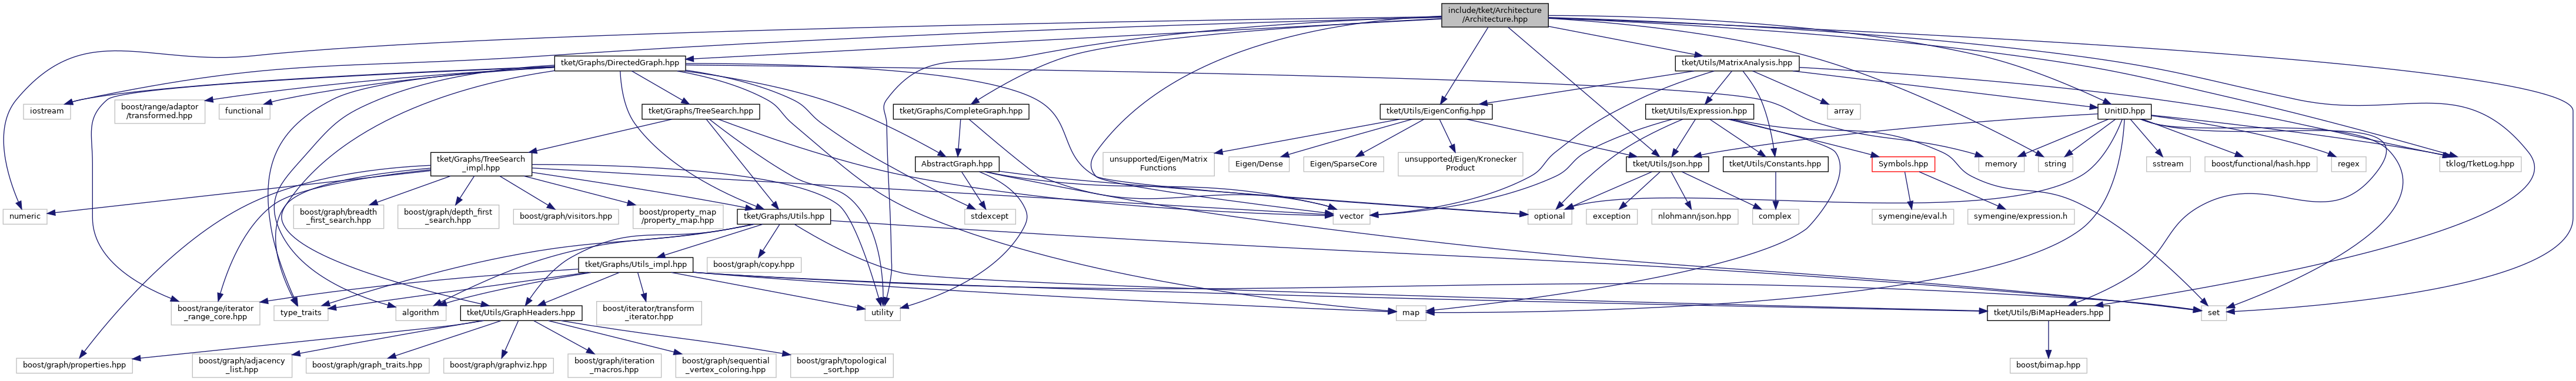 include/tket/Architecture
/Architecture.hpp
tket/Graphs/DirectedGraph.hpp
tket/Utils/MatrixAnalysis.hpp
iostream
boost/range/adaptor
/transformed.hpp
functional
tket/Graphs/TreeSearch.hpp
tket/Graphs/CompleteGraph.hpp
tket/Utils/EigenConfig.hpp
tket/Utils/Expression.hpp
array
UnitID.hpp
tket/Graphs/TreeSearch
_impl.hpp
AbstractGraph.hpp
unsupported/Eigen/Matrix
Functions
Eigen/Dense
Eigen/SparseCore
unsupported/Eigen/Kronecker
Product
tket/Utils/Json.hpp
tket/Utils/Constants.hpp
Symbols.hpp
memory
string
sstream
boost/functional/hash.hpp
regex
tklog/TketLog.hpp
numeric
boost/graph/breadth
_first_search.hpp
boost/graph/depth_first
_search.hpp
boost/graph/visitors.hpp
boost/property_map
/property_map.hpp
tket/Graphs/Utils.hpp
stdexcept
vector
optional
exception
nlohmann/json.hpp
complex
symengine/eval.h
symengine/expression.h
tket/Graphs/Utils_impl.hpp
boost/graph/copy.hpp
boost/range/iterator
_range_core.hpp
type_traits
algorithm
tket/Utils/GraphHeaders.hpp
boost/iterator/transform
_iterator.hpp
utility
map
tket/Utils/BiMapHeaders.hpp
set
boost/graph/properties.hpp
boost/graph/adjacency
_list.hpp
boost/graph/graph_traits.hpp
boost/graph/graphviz.hpp
boost/graph/iteration
_macros.hpp
boost/graph/sequential
_vertex_coloring.hpp
boost/graph/topological
_sort.hpp
boost/bimap.hpp